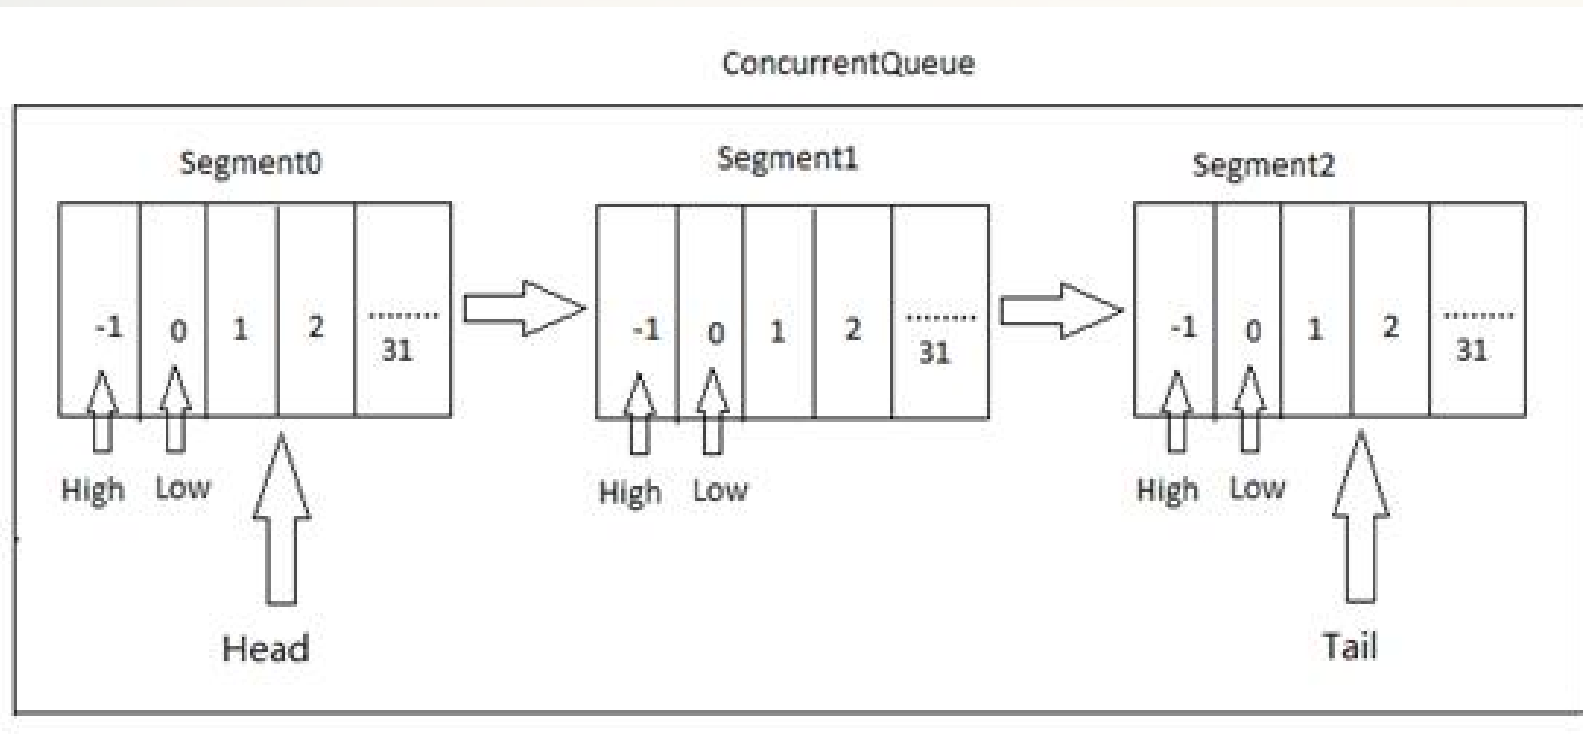 ConcurrentQueue
Segment0
Segment1
Segment2
-1 0 1 2 ........ 31
-1 0 1 2 ........ 31
-1 0 1 2 ........ 31
High Low
High Low
High Low
Head
Tail